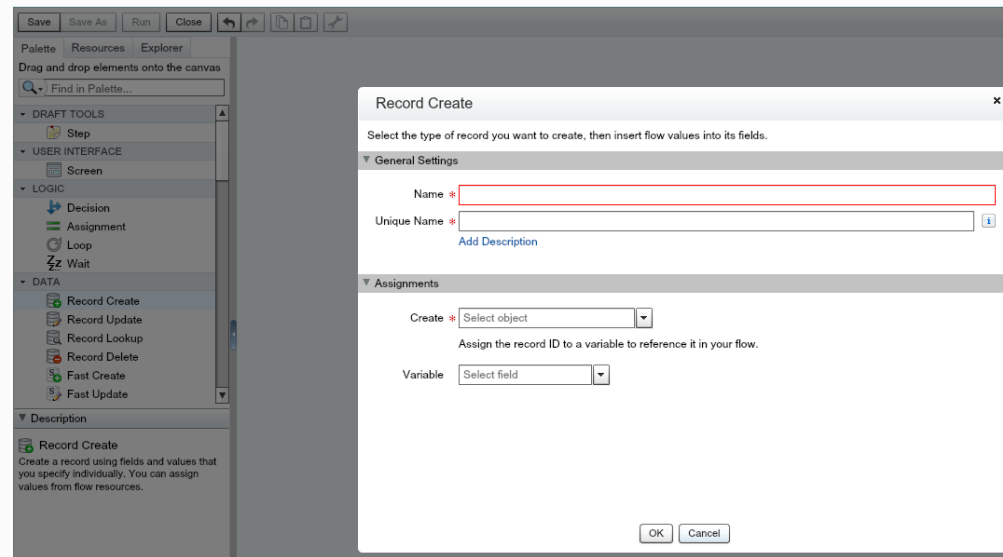 Save Save As Run Close
Palette Resources Explorer
Drag and drop elements onto the canvas
Find in Palette...
DRAFT TOOLS
Step
USER INTERFACE
Screen
LOGIC
Decision
Assignment
Loop
Wait
DATA
Record Create
Record Update
Record Lookup
Record Delete
Fast Create
Fast Update
Description
Record Create
Create a record using fields and values that
you specify individually. You can assign
values from flow resources.
Record Create
Select the type of record you want to create, then insert flow values into its fields.
General Settings
Name *
Unique Name *
Add Description
Assignments
Create * Select object
Assign the record ID to a variable to reference it in your flow.
Variable Select field
OK Cancel